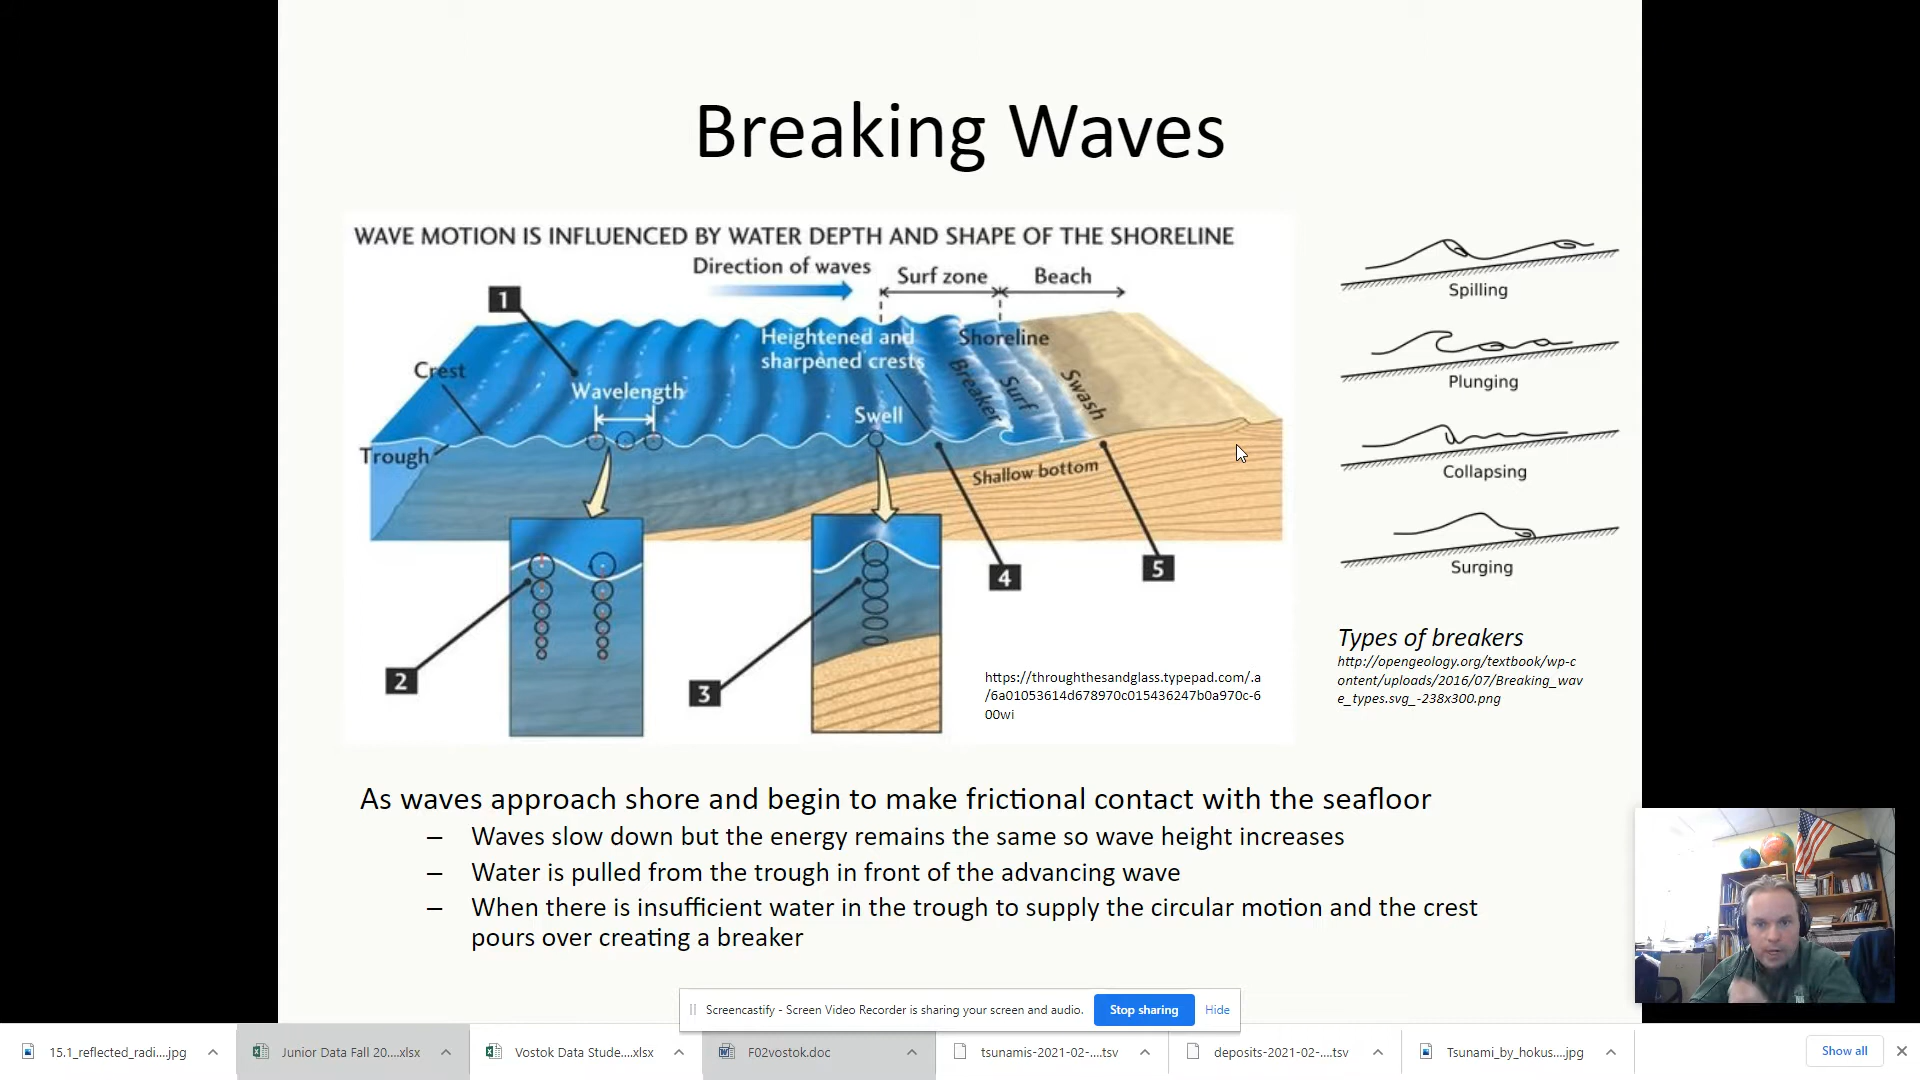 Breaking Waves
WAVE MOTION IS INFLUENCED BY WATER DEPTH AND SHAPE OF THE SHORELINE
Direction of waves
Surf zone
Beach
1
Heightened and
sharpened crests
Shoreline
Crest
Wavelength
Breaker
Surf
Swash
Swell
Trough
Shallow bottom
4
5
2
3
https://throughthesandglass.typepad.com/.a
/6a01053614d678970c015436247b0a970c-6
00wi
Spilling
Plunging
Collapsing
Surging
Types of breakers
http://opengeology.org/textbook/wp-c
ontent/uploads/2016/07/Breaking_wav
e_types.svg_-238x300.png
As waves approach shore and begin to make frictional contact with the seafloor
– Waves slow down but the energy remains the same so wave height increases
– Water is pulled from the trough in front of the advancing wave
– When there is insufficient water in the trough to supply the circular motion and the crest
pours over creating a breaker
Screencastify - Screen Video Recorder is sharing your screen and audio.
Stop sharing
Hide
15.1_reflected_radi....jpg
Junior Data Fall 20....xlsx
Vostok Data Stude....xlsx
F02vostok.doc
tsunamis-2021-02-....tsv
deposits-2021-02-....tsv
Tsunami_by_hokus....jpg
Show all